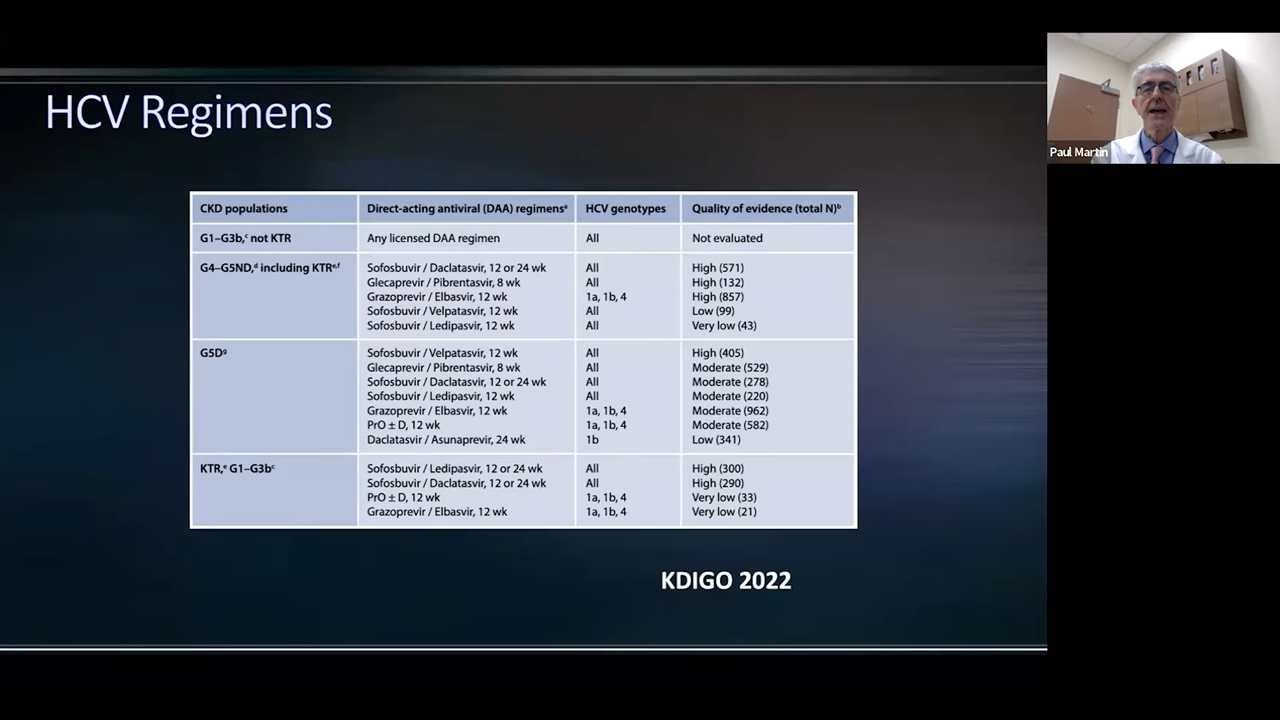 HCV Regimens
Paul Martin
CKD populations Direct-acting antiviral (DAA) regimensᵃ HCV genotypes Quality of evidence (total N)ᵇ
G1–G3b,ᶜ not KTR Any licensed DAA regimen All Not evaluated
G4–G5ND,ᵈ including KTRᵉ,ᶠ Sofosbuvir / Daclatasvir, 12 or 24 wk All High (571)
Glecaprevir / Pibrentasvir, 8 wk All High (132)
Grazoprevir / Elbasvir, 12 wk 1a, 1b, 4 High (857)
Sofosbuvir / Velpatasvir, 12 wk All Low (99)
Sofosbuvir / Ledipasvir, 12 wk All Very low (43)
G5Dᵍ Sofosbuvir / Velpatasvir, 12 wk All High (405)
Glecaprevir / Pibrentasvir, 8 wk All Moderate (529)
Sofosbuvir / Daclatasvir, 12 or 24 wk All Moderate (278)
Sofosbuvir / Ledipasvir, 12 wk All Moderate (220)
Grazoprevir / Elbasvir, 12 wk 1a, 1b, 4 Moderate (962)
PrO ± D, 12 wk 1a, 1b, 4 Moderate (582)
Daclatasvir / Asunaprevir, 24 wk 1b Low (341)
KTR,ᵉ G1–G3bᶜ Sofosbuvir / Ledipasvir, 12 or 24 wk All High (300)
Sofosbuvir / Daclatasvir, 12 or 24 wk All High (290)
PrO ± D, 12 wk 1a, 1b, 4 Very low (33)
Grazoprevir / Elbasvir, 12 wk 1a, 1b, 4 Very low (21)
KDIGO 2022